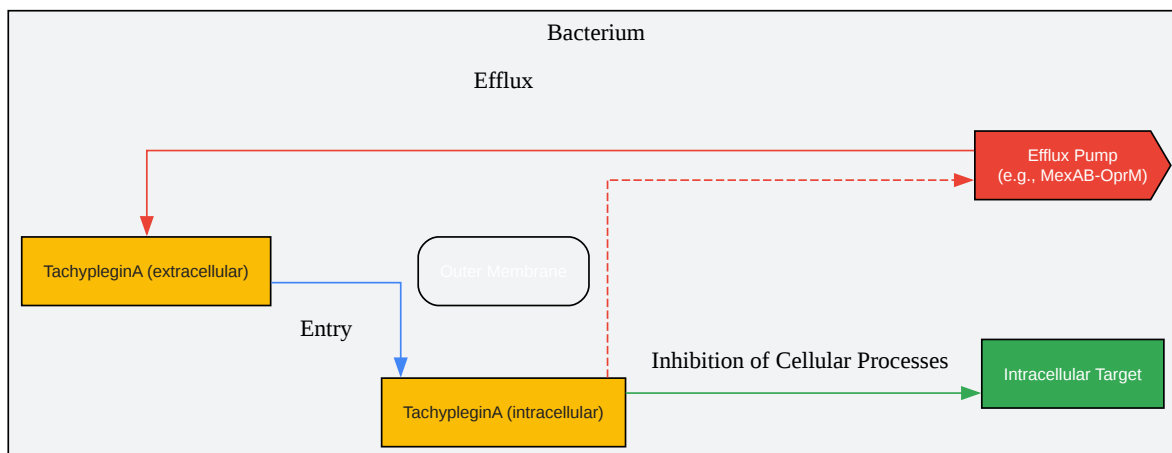 Bacterium
Efflux
Efflux Pump
(e.g., MexAB-OprM)
TachypleginA (extracellular)
Outer Membrane
Entry
Inhibition of Cellular Processes
Intracellular Target
TachypleginA (intracellular)